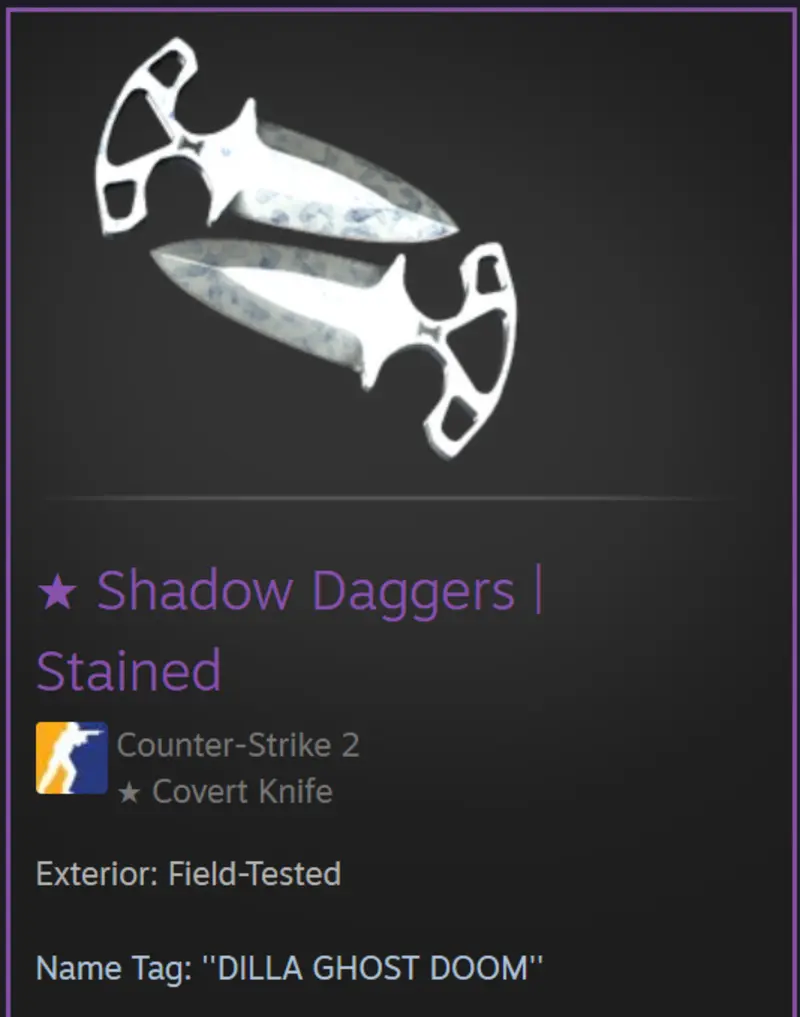 ★ Shadow Daggers |
Stained
Counter-Strike 2
★ Covert Knife
Exterior: Field-Tested
Name Tag: ''DILLA GHOST DOOM''